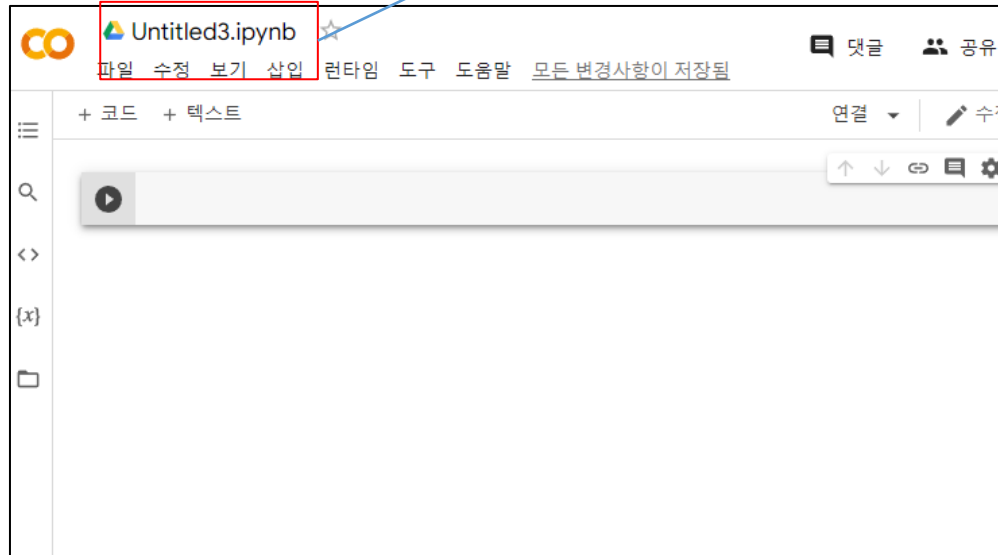 Untitled3.ipynb
댓글 공유
파일 수정 보기 삽입 런타임 도구 도움말 모든 변경사항이 저장됨
+ 코드 + 텍스트
연결
{x}